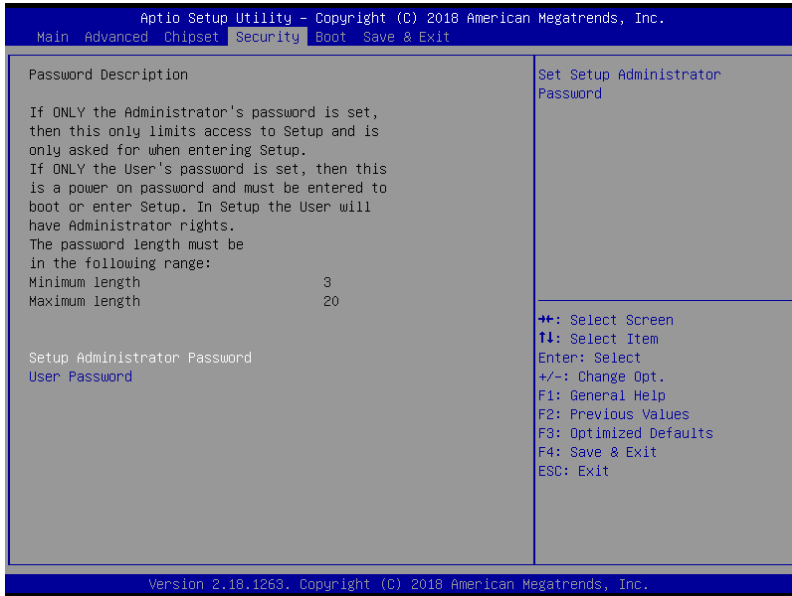 Aptio Setup Utility – Copyright (C) 2018 American Megatrends, Inc.
Main Advanced Chipset Security Boot Save & Exit
Password Description
If ONLY the Administrator's password is set,
then this only limits access to Setup and is
only asked for when entering Setup.
If ONLY the User's password is set, then this
is a power on password and must be entered to
boot or enter Setup. In Setup the User will
have Administrator rights.
The password length must be
in the following range:
Minimum length 3
Maximum length 20
Setup Administrator Password
User Password
Set Setup Administrator
Password
→←: Select Screen
↑↓: Select Item
Enter: Select
+/-: Change Opt.
F1: General Help
F2: Previous Values
F3: Optimized Defaults
F4: Save & Exit
ESC: Exit
Version 2.18.1263. Copyright (C) 2018 American Megatrends, Inc.